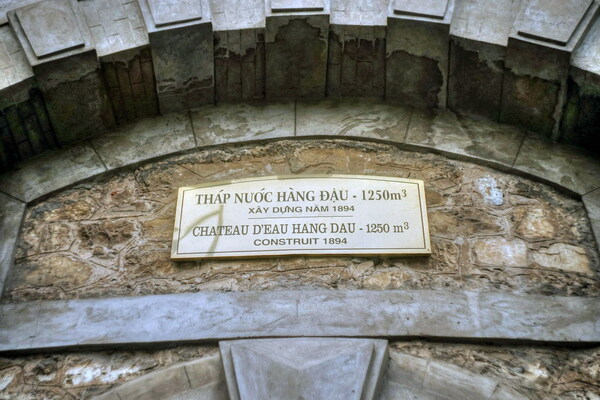 THÁP NƯỚC HÀNG ĐẬU - 1250m³
XÂY DỰNG NĂM 1894
CHATEAU D'EAU HANG DAU - 1250 m³
CONSTRUIT 1894